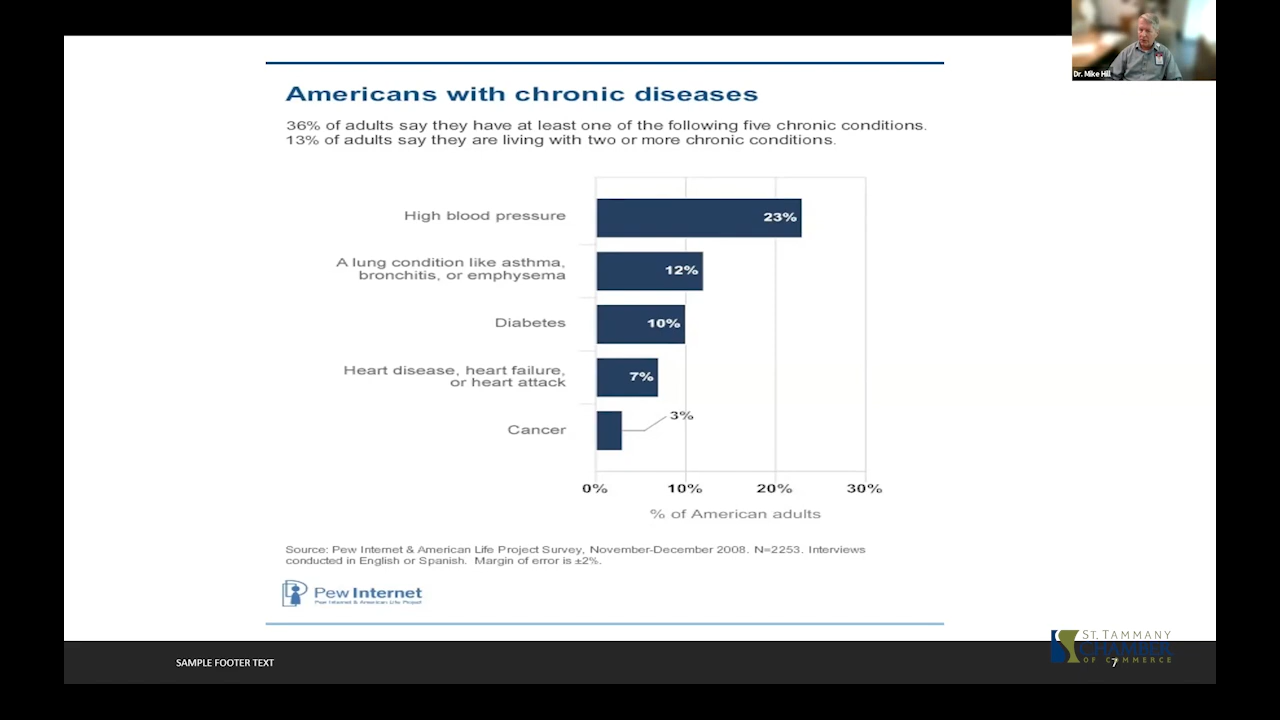 Dr. Mike Hill
Americans with chronic diseases
36% of adults say they have at least one of the following five chronic conditions.
13% of adults say they are living with two or more chronic conditions.
High blood pressure
23%
A lung condition like asthma,
bronchitis, or emphysema
12%
Diabetes
10%
Heart disease, heart failure,
or heart attack
7%
Cancer
3%
0% 10% 20% 30%
% of American adults
Source: Pew Internet & American Life Project Survey, November-December 2008. N=2253. Interviews
conducted in English or Spanish. Margin of error is ±2%.
Pew Internet
Pew Internet & American Life Project
SAMPLE FOOTER TEXT
ST. TAMMANY
CHAMBER
OF COMMERCE
7